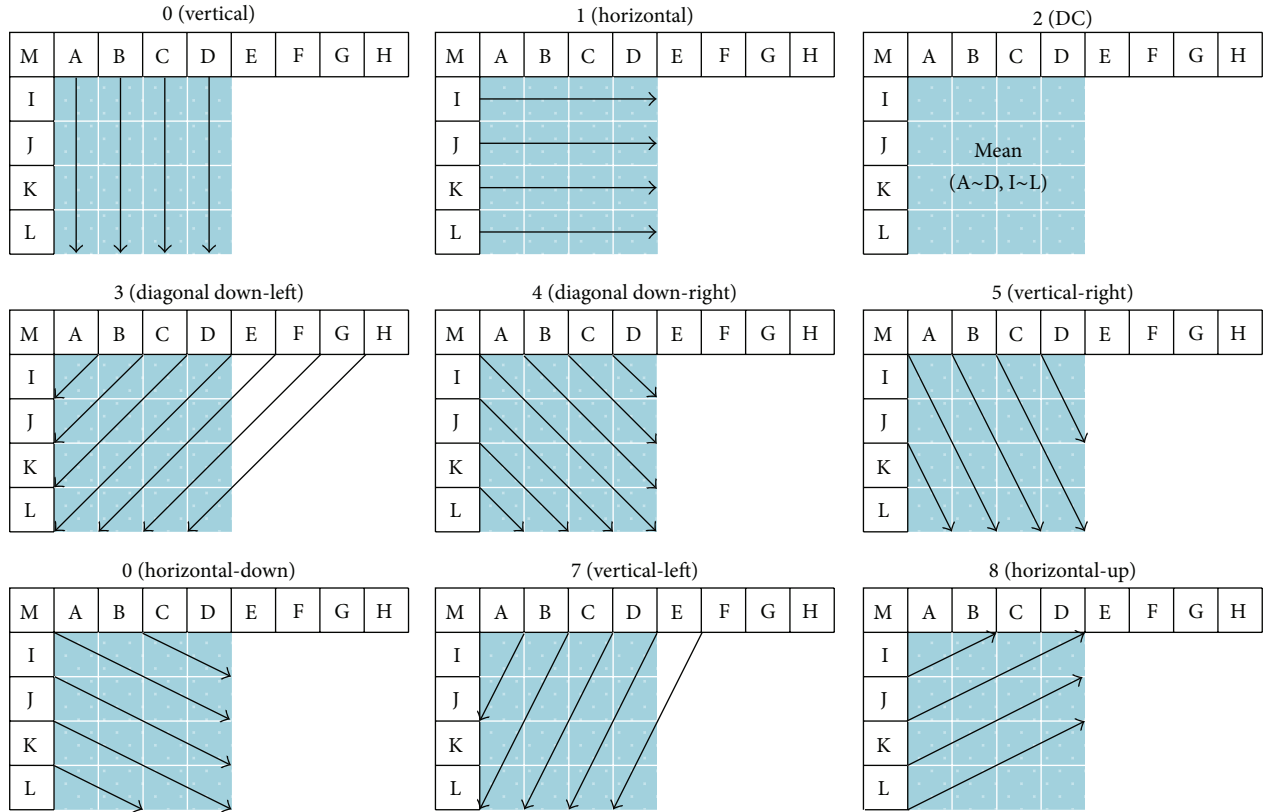 0 (vertical) 1 (horizontal) 2 (DC)
M A B C D E F G H M A B C D E F G H M A B C D E F G H
I I I
J J J
Mean
K K K
(A~D, I~L)
L L L
3 (diagonal down-left) 4 (diagonal down-right) 5 (vertical-right)
M A B C D E F G H M A B C D E F G H M A B C D E F G H
I I I
J J J
K K K
L L L
0 (horizontal-down) 7 (vertical-left) 8 (horizontal-up)
M A B C D E F G H M A B C D E F G H M A B C D E F G H
I I I
J J J
K K K
L L L